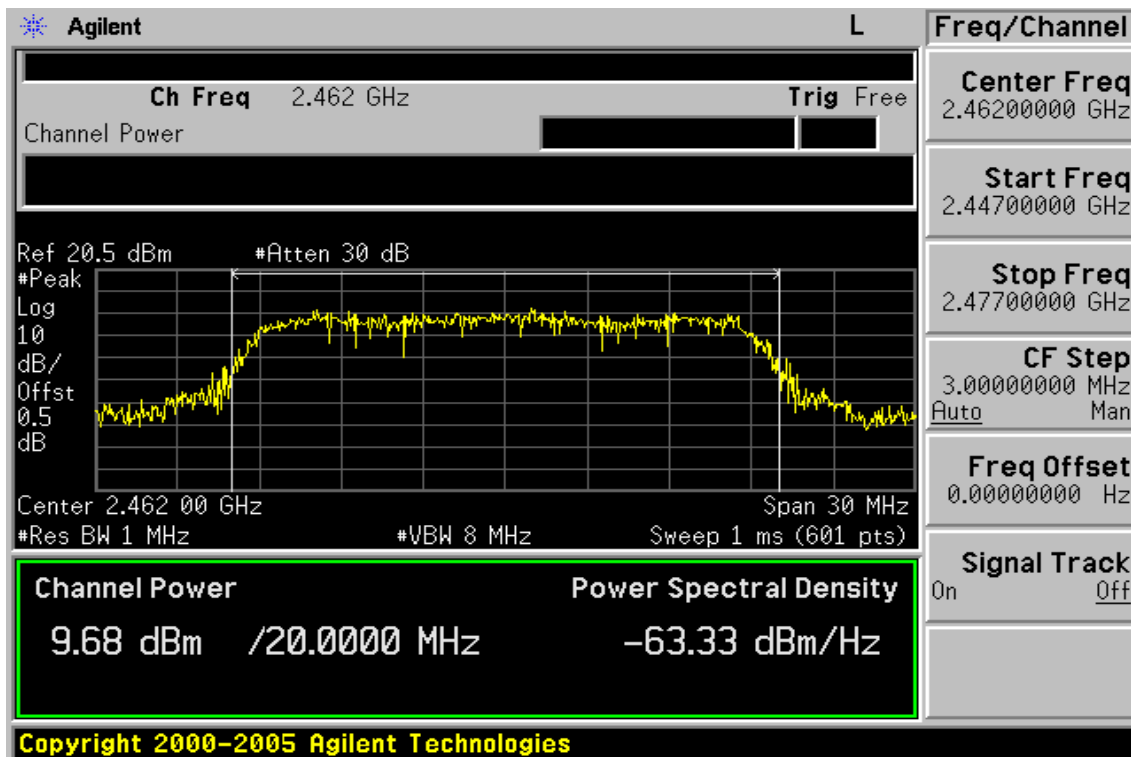 Agilent L
Ch Freq 2.462 GHz Trig Free
Channel Power
Ref 20.5 dBm #Atten 30 dB
#Peak
Log
10
dB/
Offst
0.5
dB
Center 2.462 00 GHz Span 30 MHz
#Res BW 1 MHz #VBW 8 MHz Sweep 1 ms (601 pts)
Channel Power Power Spectral Density
9.68 dBm /20.0000 MHz -63.33 dBm/Hz
Copyright 2000-2005 Agilent Technologies
Freq/Channel
Center Freq
2.46200000 GHz
Start Freq
2.44700000 GHz
Stop Freq
2.47700000 GHz
CF Step
3.00000000 MHz
Auto Man
Freq Offset
0.00000000 Hz
Signal Track
On Off